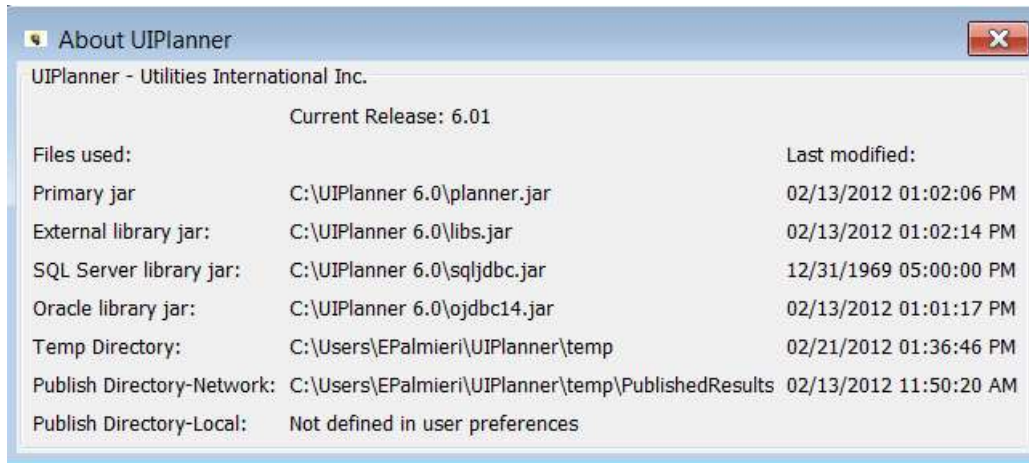 About UIPlanner
UIPlanner - Utilities International Inc.
Current Release: 6.01
Files used: Last modified:
Primary jar C:\UIPlanner 6.0\planner.jar 02/13/2012 01:02:06 PM
External library jar: C:\UIPlanner 6.0\libs.jar 02/13/2012 01:02:14 PM
SQL Server library jar: C:\UIPlanner 6.0\sqljdbc.jar 12/31/1969 05:00:00 PM
Oracle library jar: C:\UIPlanner 6.0\ojdbc14.jar 02/13/2012 01:01:17 PM
Temp Directory: C:\Users\EPalmieri\UIPlanner\temp 02/21/2012 01:36:46 PM
Publish Directory-Network: C:\Users\EPalmieri\UIPlanner\temp\PublishedResults 02/13/2012 11:50:20 AM
Publish Directory-Local: Not defined in user preferences